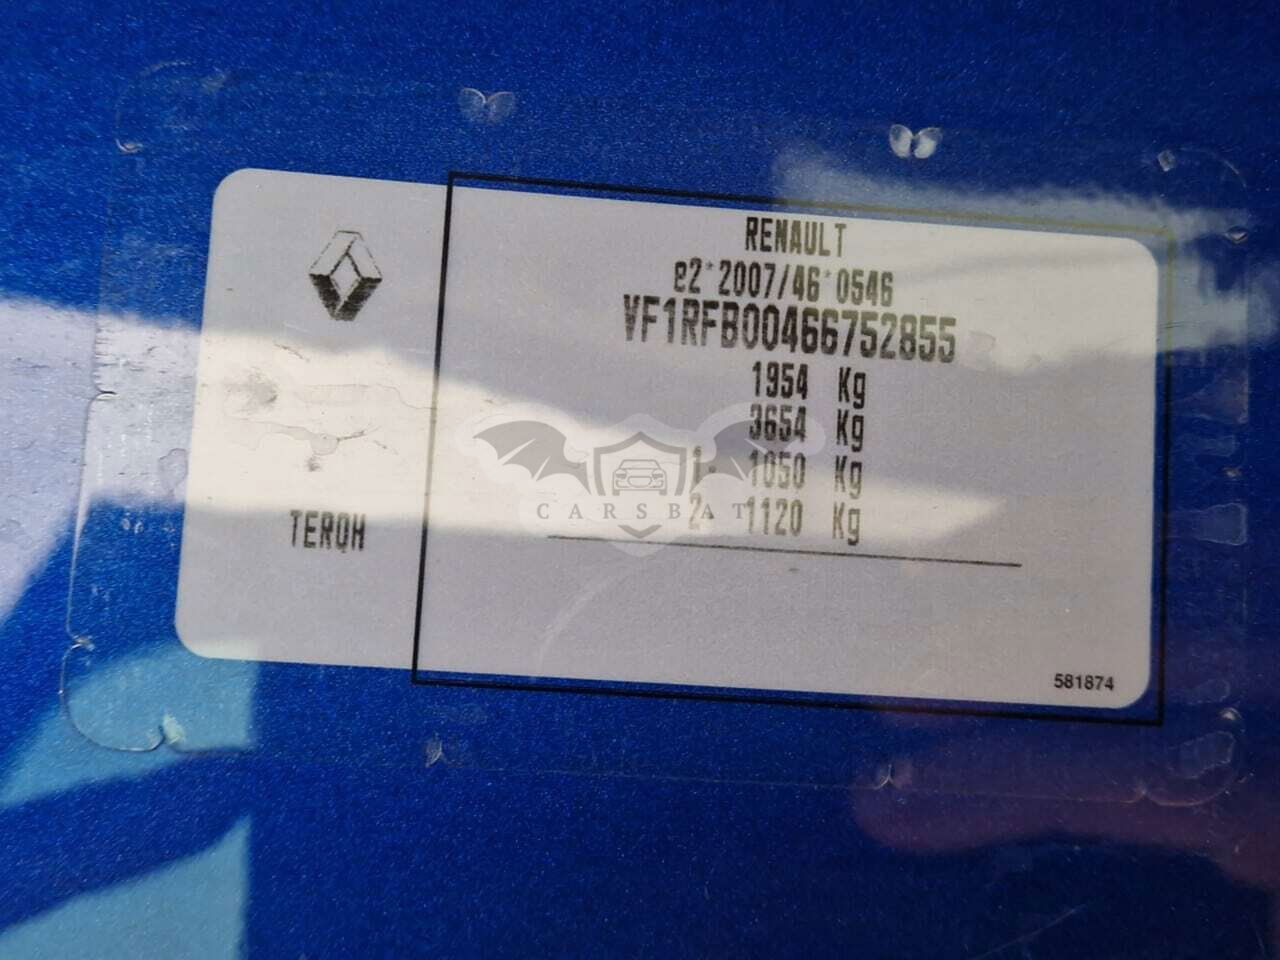 RENAULT
e2*2007/46*0546
VF1RFB00466752855
1954 Kg
3654 Kg
1- 1050 Kg
2- 1120 Kg
CARSBAT
TERQH
581874